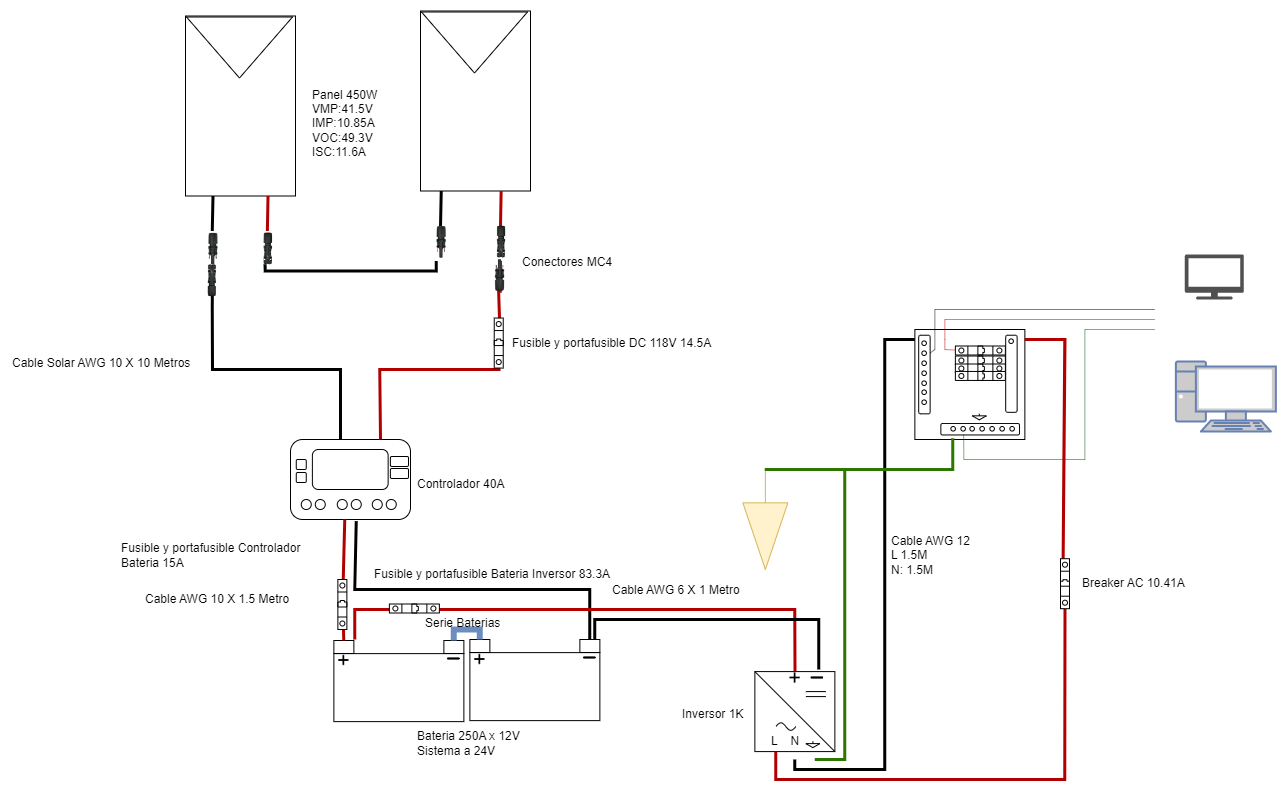 Panel 450W
VMP:41.5V
IMP:10.85A
VOC:49.3V
ISC:11.6A
Conectores MC4
Fusible y portafusible DC 118V 14.5A
Cable Solar AWG 10 X 10 Metros
Controlador 40A
Fusible y portafusible Controlador
Bateria 15A
Cable AWG 10 X 1.5 Metro
Fusible y portafusible Bateria Inversor 83.3A
Cable AWG 6 X 1 Metro
Serie Baterias
+ − + −
Bateria 250A x 12V
Sistema a 24V
Inversor 1K
+ −
L N
Cable AWG 12
L 1.5M
N: 1.5M
Breaker AC 10.41A